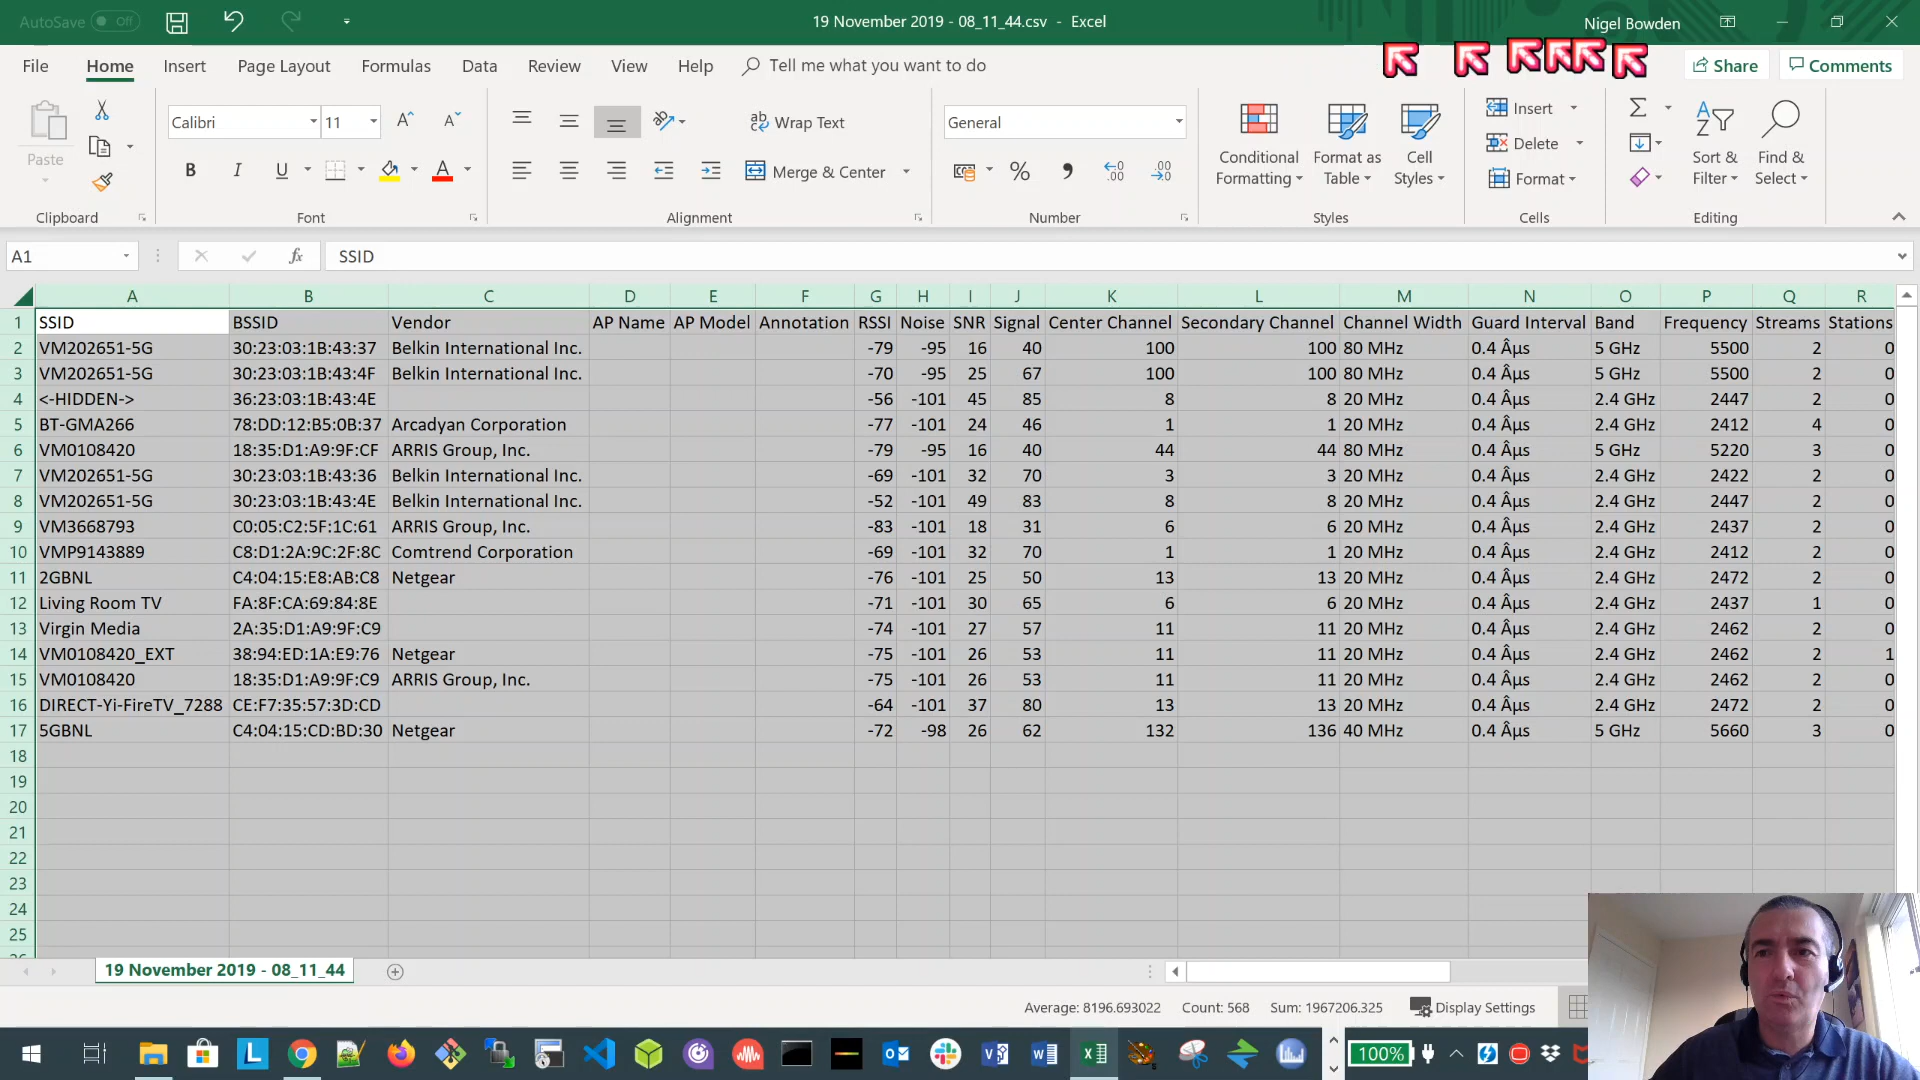 AutoSave Off 19 November 2019 - 08_11_44.csv - Excel Nigel Bowden
File Home Insert Page Layout Formulas Data Review View Help Tell me what you want to do Share Comments
Paste Calibri 11 Wrap Text General Conditional Formatting Format as Table Cell Styles Insert Sort & Filter Find & Select
B I U Merge & Center % Delete
Format
Clipboard Font Alignment Number Styles Cells Editing
A1 fx SSID
A B C D E F G H I J K L M N O P Q R
1 SSID BSSID Vendor AP Name AP Model Annotation RSSI Noise SNR Signal Center Channel Secondary Channel Channel Width Guard Interval Band Frequency Streams Stations
2 VM202651-5G 30:23:03:1B:43:37 Belkin International Inc. -79 -95 16 40 100 100 80 MHz 0.4 Âµs 5 GHz 5500 2 0
3 VM202651-5G 30:23:03:1B:43:4F Belkin International Inc. -70 -95 25 67 100 100 80 MHz 0.4 Âµs 5 GHz 5500 2 0
4 <-HIDDEN-> 36:23:03:1B:43:4E -56 -101 45 85 8 8 20 MHz 0.4 Âµs 2.4 GHz 2447 2 0
5 BT-GMA266 78:DD:12:B5:0B:37 Arcadyan Corporation -77 -101 24 46 1 1 20 MHz 0.4 Âµs 2.4 GHz 2412 4 0
6 VM0108420 18:35:D1:A9:9F:CF ARRIS Group, Inc. -79 -95 16 40 44 44 80 MHz 0.4 Âµs 5 GHz 5220 3 0
7 VM202651-5G 30:23:03:1B:43:36 Belkin International Inc. -69 -101 32 70 3 3 20 MHz 0.4 Âµs 2.4 GHz 2422 2 0
8 VM202651-5G 30:23:03:1B:43:4E Belkin International Inc. -52 -101 49 83 8 8 20 MHz 0.4 Âµs 2.4 GHz 2447 2 0
9 VM3668793 C0:05:C2:5F:1C:61 ARRIS Group, Inc. -83 -101 18 31 6 6 20 MHz 0.4 Âµs 2.4 GHz 2437 2 0
10 VMP9143889 C8:D1:2A:9C:2F:8C Comtrend Corporation -69 -101 32 70 1 1 20 MHz 0.4 Âµs 2.4 GHz 2412 2 0
11 2GBNL C4:04:15:E8:AB:C8 Netgear -76 -101 25 50 13 13 20 MHz 0.4 Âµs 2.4 GHz 2472 2 0
12 Living Room TV FA:8F:CA:69:84:8E -71 -101 30 65 6 6 20 MHz 0.4 Âµs 2.4 GHz 2437 1 0
13 Virgin Media 2A:35:D1:A9:9F:C9 -74 -101 27 57 11 11 20 MHz 0.4 Âµs 2.4 GHz 2462 2 0
14 VM0108420_EXT 38:94:ED:1A:E9:76 Netgear -75 -101 26 53 11 11 20 MHz 0.4 Âµs 2.4 GHz 2462 2 1
15 VM0108420 18:35:D1:A9:9F:C9 ARRIS Group, Inc. -75 -101 26 53 11 11 20 MHz 0.4 Âµs 2.4 GHz 2462 2 0
16 DIRECT-Yi-FireTV_7288 CE:F7:35:57:3D:CD -64 -101 37 80 13 13 20 MHz 0.4 Âµs 2.4 GHz 2472 2 0
17 5GBNL C4:04:15:CD:BD:30 Netgear -72 -98 26 62 132 136 40 MHz 0.4 Âµs 5 GHz 5660 3 0
18
19
20
21
22
23
24
25
19 November 2019 - 08_11_44
Average: 8196.693022 Count: 568 Sum: 1967206.325 Display Settings
100%